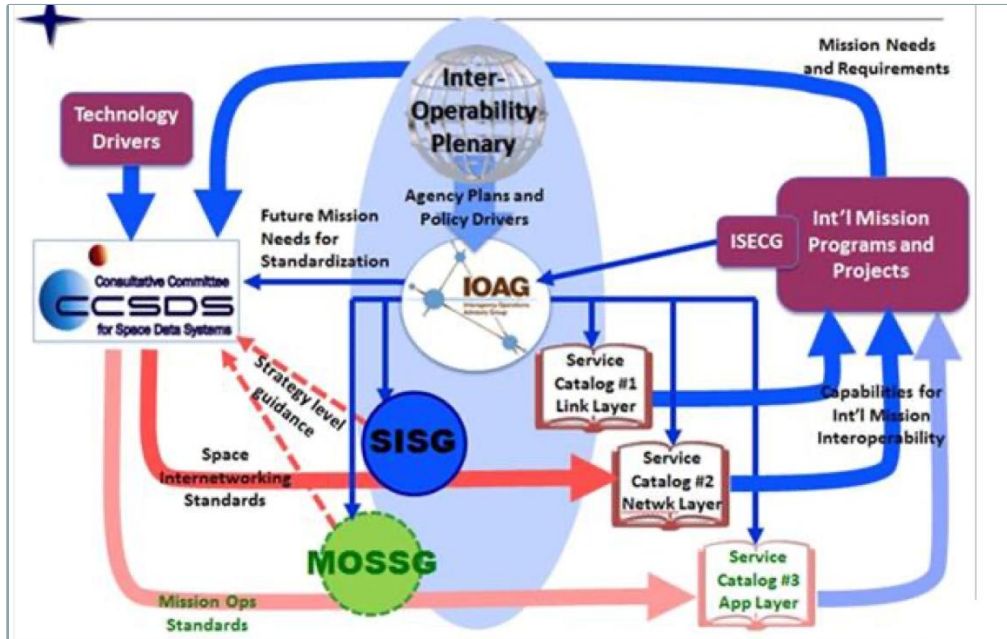 Inter-
Operability
Plenary
Mission Needs
and Requirements
Technology
Drivers
Agency Plans and
Policy Drivers
Future Mission
Needs for
Standardization
ISECG
Int'l Mission
Programs and
Projects
Consultative Committee
CCSDS
for Space Data Systems
IOAG
Interagency Operations
Advisory Group
Service
Catalog #1
Link Layer
Strategy level
guidance
Capabilities for
Int'l Mission
Interoperability
SISG
Space
Internetworking
Standards
Service
Catalog #2
Netwk Layer
MOSSG
Service
Catalog #3
App Layer
Mission Ops
Standards